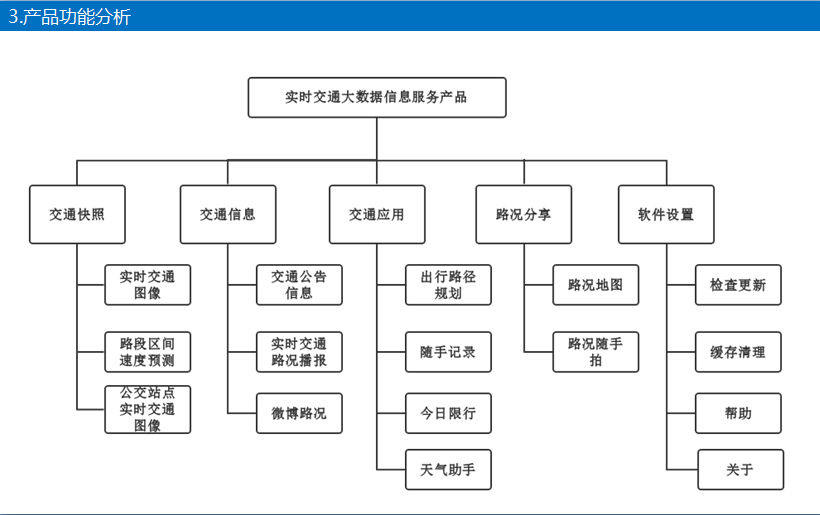 3.产品功能分析
实时交通大数据信息服务产品
交通快照
交通信息
交通应用
路况分享
软件设置
实时交通
图像
路段区间
速度预测
公交站点
实时交通
图像
交通公告
信息
实时交通
路况播报
微博路况
出行路径
规划
随手记录
今日限行
天气助手
路况地图
路况随手
拍
检查更新
缓存清理
帮助
关于